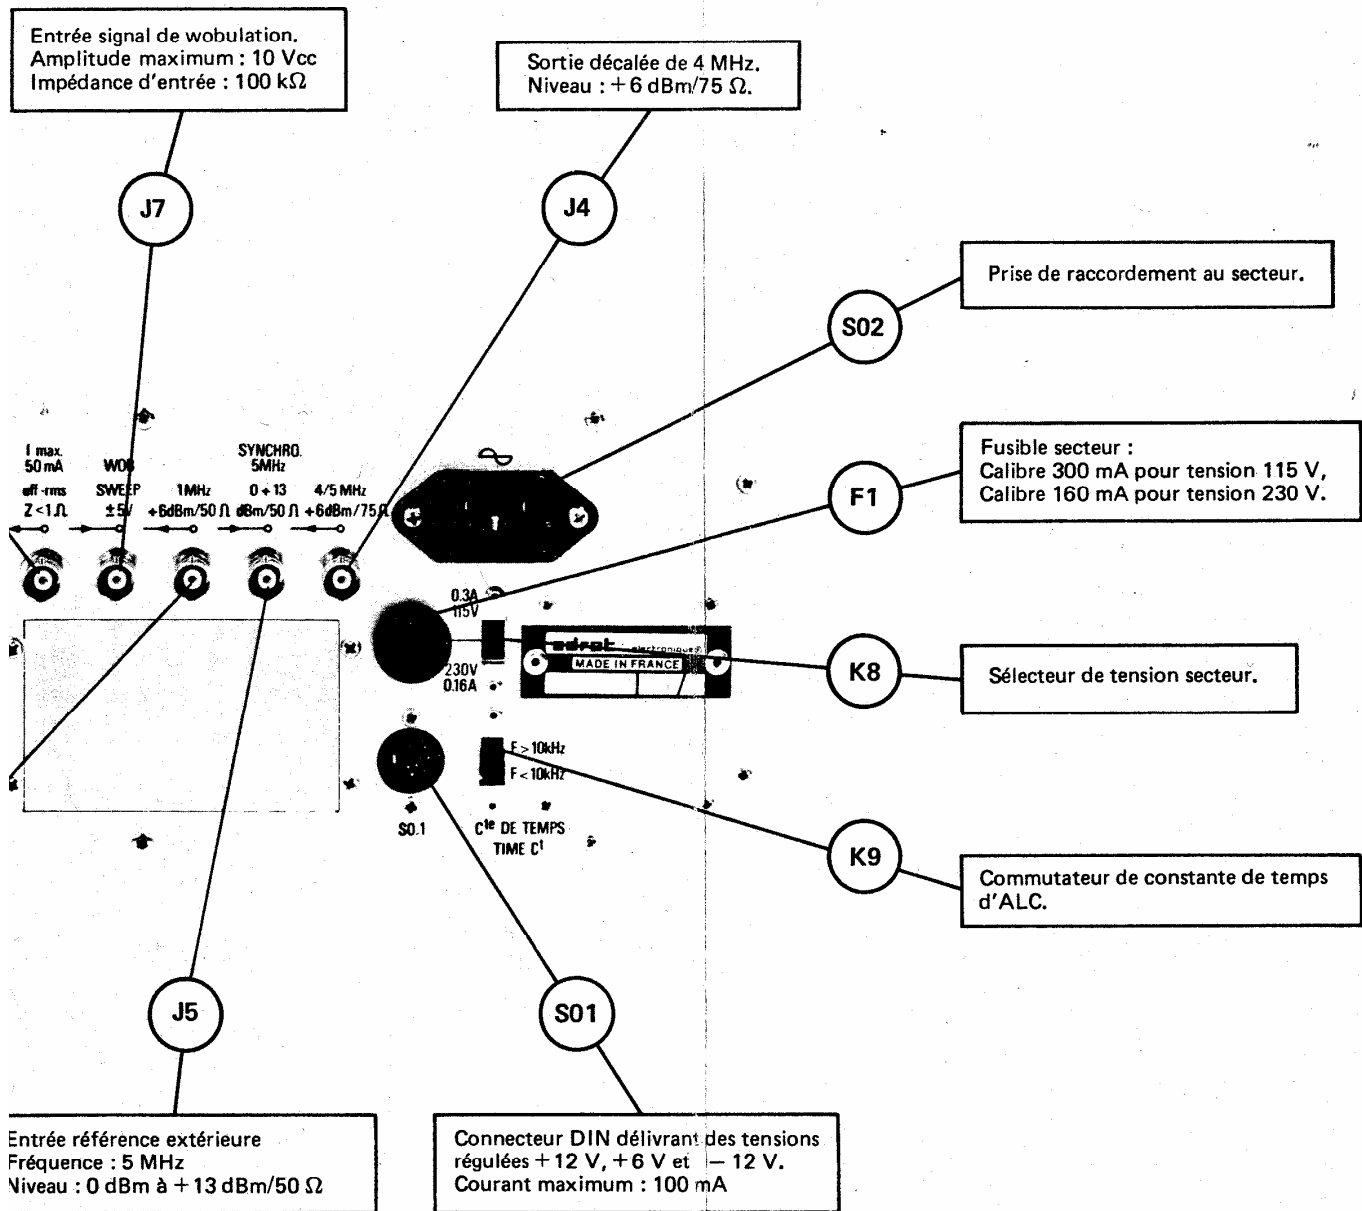 Entrée signal de wobulation.
Amplitude maximum : 10 Vcc
Impédance d'entrée : 100 kΩ
Sortie décalée de 4 MHz.
Niveau : +6 dBm/75 Ω.
J7
J4
Prise de raccordement au secteur.
S02
Fusible secteur :
Calibre 300 mA pour tension 115 V,
Calibre 160 mA pour tension 230 V.
F1
I max.
50 mA
eff-rms
Z<1Ω
WOB
SWEEP
±5V
1MHz
+6dBm/50 Ω
SYNCHRO.
5MHz
0+13
dBm/50 Ω
4/5 MHz
+6dBm/75Ω
0.3A
115V
230V
0.16A
adret electronique
MADE IN FRANCE
K8
Sélecteur de tension secteur.
F>10kHz
F<10kHz
S0.1
Cte DE TEMPS
TIME Ct
K9
Commutateur de constante de temps
d'ALC.
J5
S01
Entrée référence extérieure
Fréquence : 5 MHz
Niveau : 0 dBm à +13 dBm/50 Ω
Connecteur DIN délivrant des tensions
régulées +12 V, +6 V et – 12 V.
Courant maximum : 100 mA